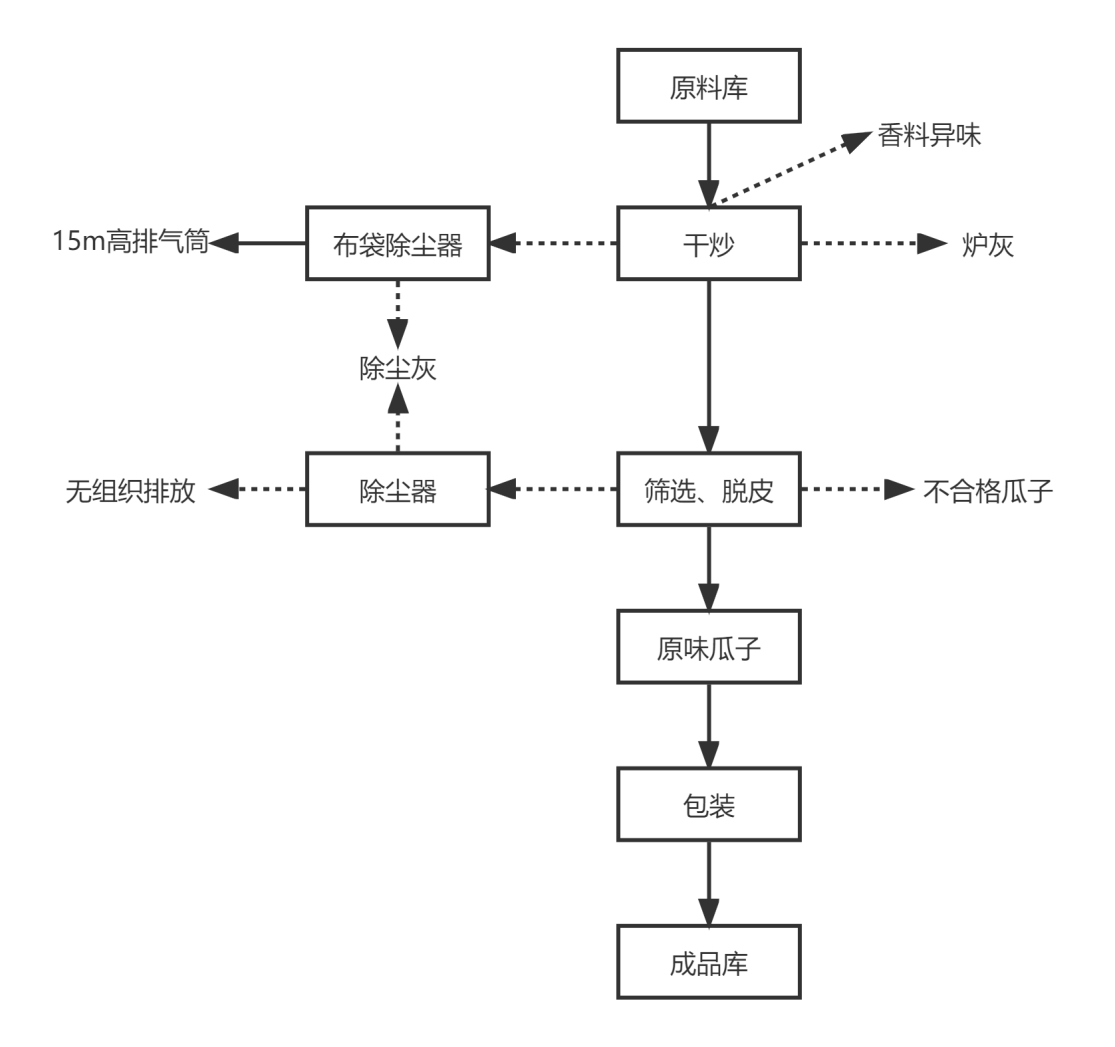 原料库
香料异味
15m高排气筒
布袋除尘器
干炒
炉灰
除尘灰
无组织排放
除尘器
筛选、脱皮
不合格瓜子
原味瓜子
包装
成品库